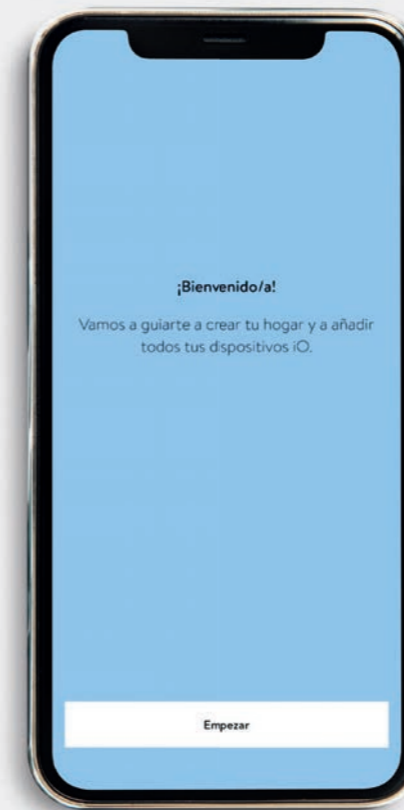 ¡Bienvenido/a!
Vamos a guiarte a crear tu hogar y a añadir
todos tus dispositivos iO.
Empezar